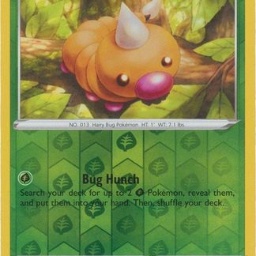 NO. 013 Hairy Bug Pokémon HT: 1' WT: 7.1 lbs.
Bug Hunch
Search your deck for up to 2 Pokémon, reveal them,
and put them into your hand. Then, shuffle your deck.